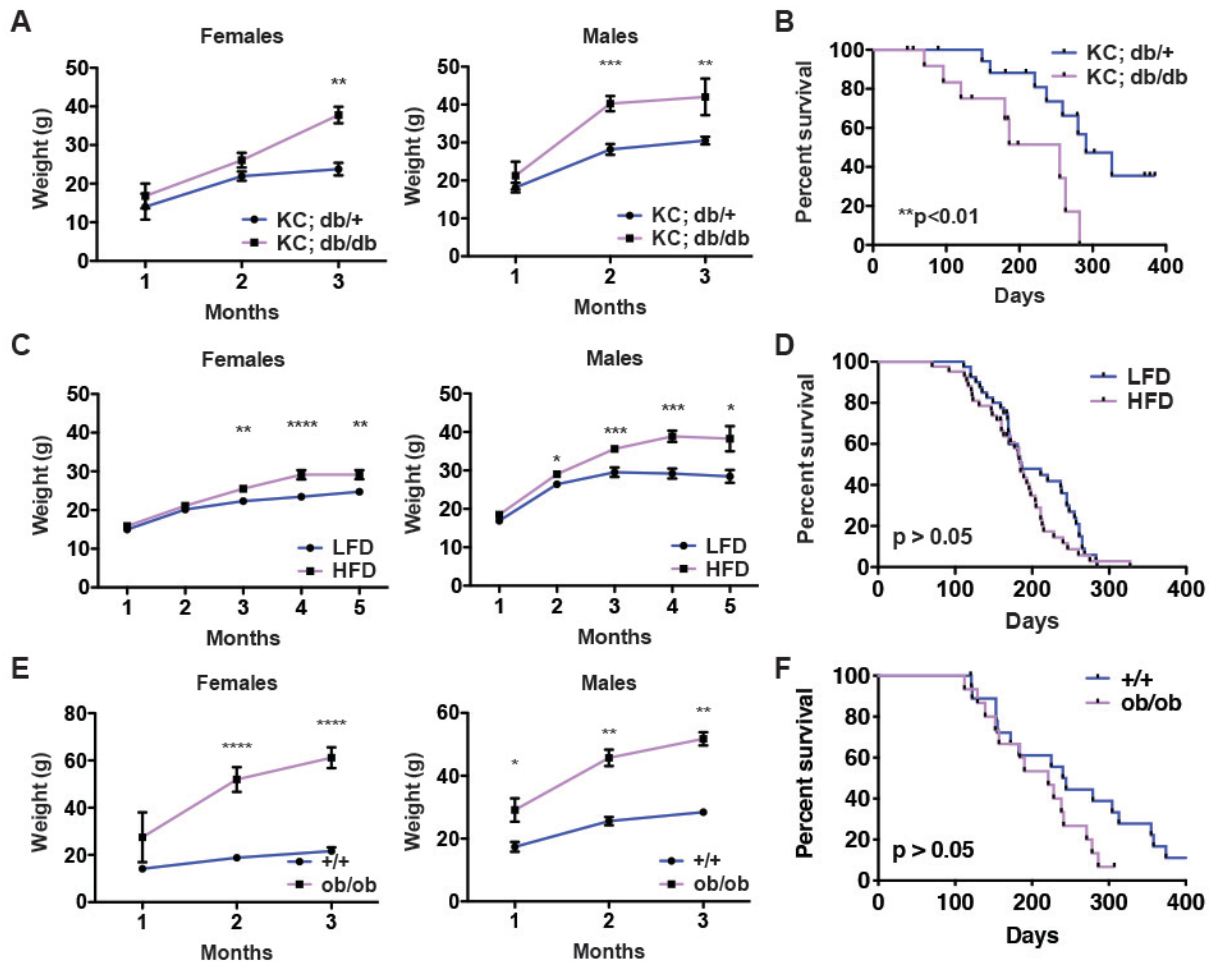 A
Females
Weight (g)
50
40
30
20
10
0
**
KC; db/+
KC; db/db
1
2
3
Months
Males
Weight (g)
50
40
30
20
10
0
***
**
KC; db/+
KC; db/db
1
2
3
Months
B
Percent survival
100
80
60
40
20
0
KC; db/+
KC; db/db
**p<0.01
0
100
200
300
400
Days
C
Females
Weight (g)
50
40
30
20
10
0
**
****
**
LFD
HFD
1
2
3
4
5
Months
Males
Weight (g)
50
40
30
20
10
0
*
***
***
*
LFD
HFD
1
2
3
4
5
Months
D
Percent survival
100
80
60
40
20
0
LFD
HFD
p > 0.05
0
100
200
300
400
Days
E
Females
Weight (g)
80
60
40
20
0
****
****
+/+
ob/ob
1
2
3
Months
Males
Weight (g)
60
40
20
0
*
**
**
+/+
ob/ob
1
2
3
Months
F
Percent survival
100
80
60
40
20
0
+/+
ob/ob
p > 0.05
0
100
200
300
400
Days